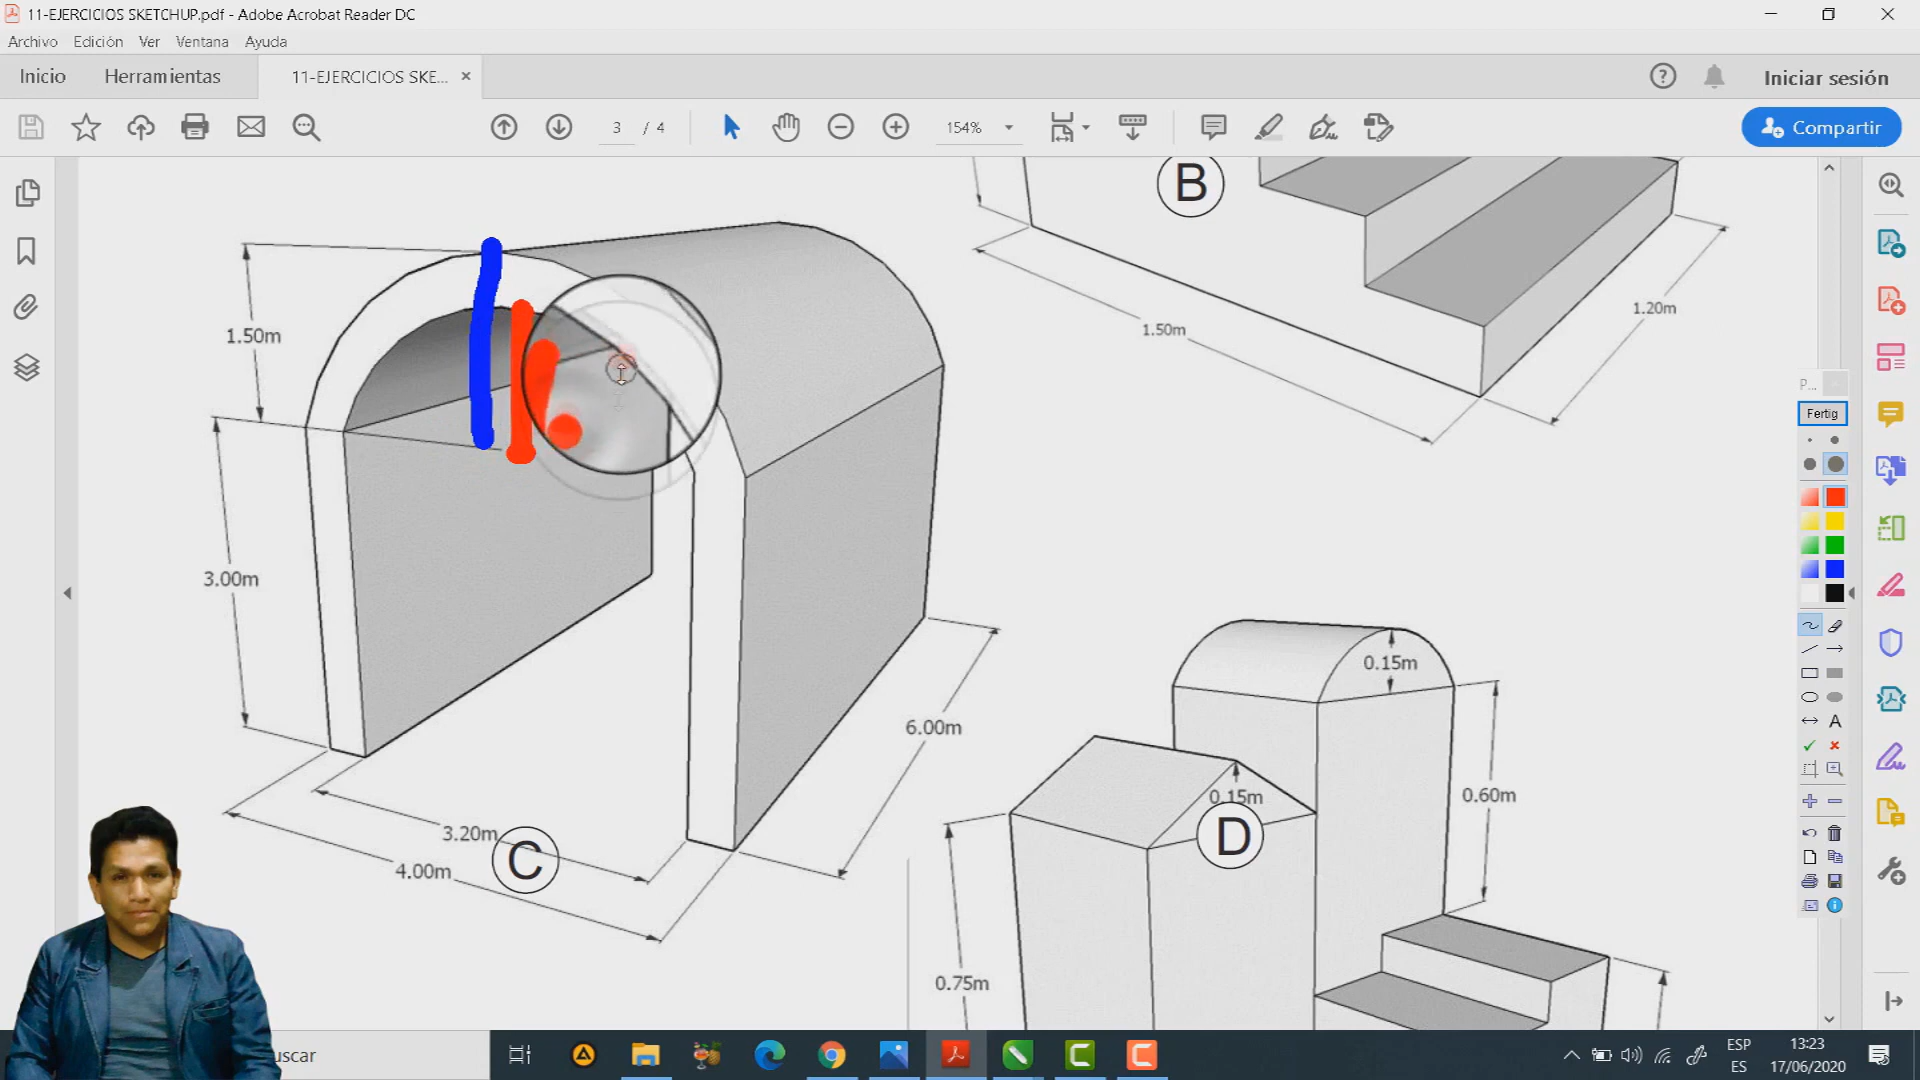 11-EJERCICIOS SKETCHUP.pdf - Adobe Acrobat Reader DC
Archivo Edición Ver Ventana Ayuda
Inicio Herramientas 11-EJERCICIOS SKE... Iniciar sesión
3 / 4 154% Compartir
B
1.50m
1.20m
1.50m
P...
Fertig
3.00m
A
0.15m
6.00m
0.60m
0.15m
3.20m
D
C
4.00m
0.75m
uscar
ESP 13:23
ES 17/06/2020